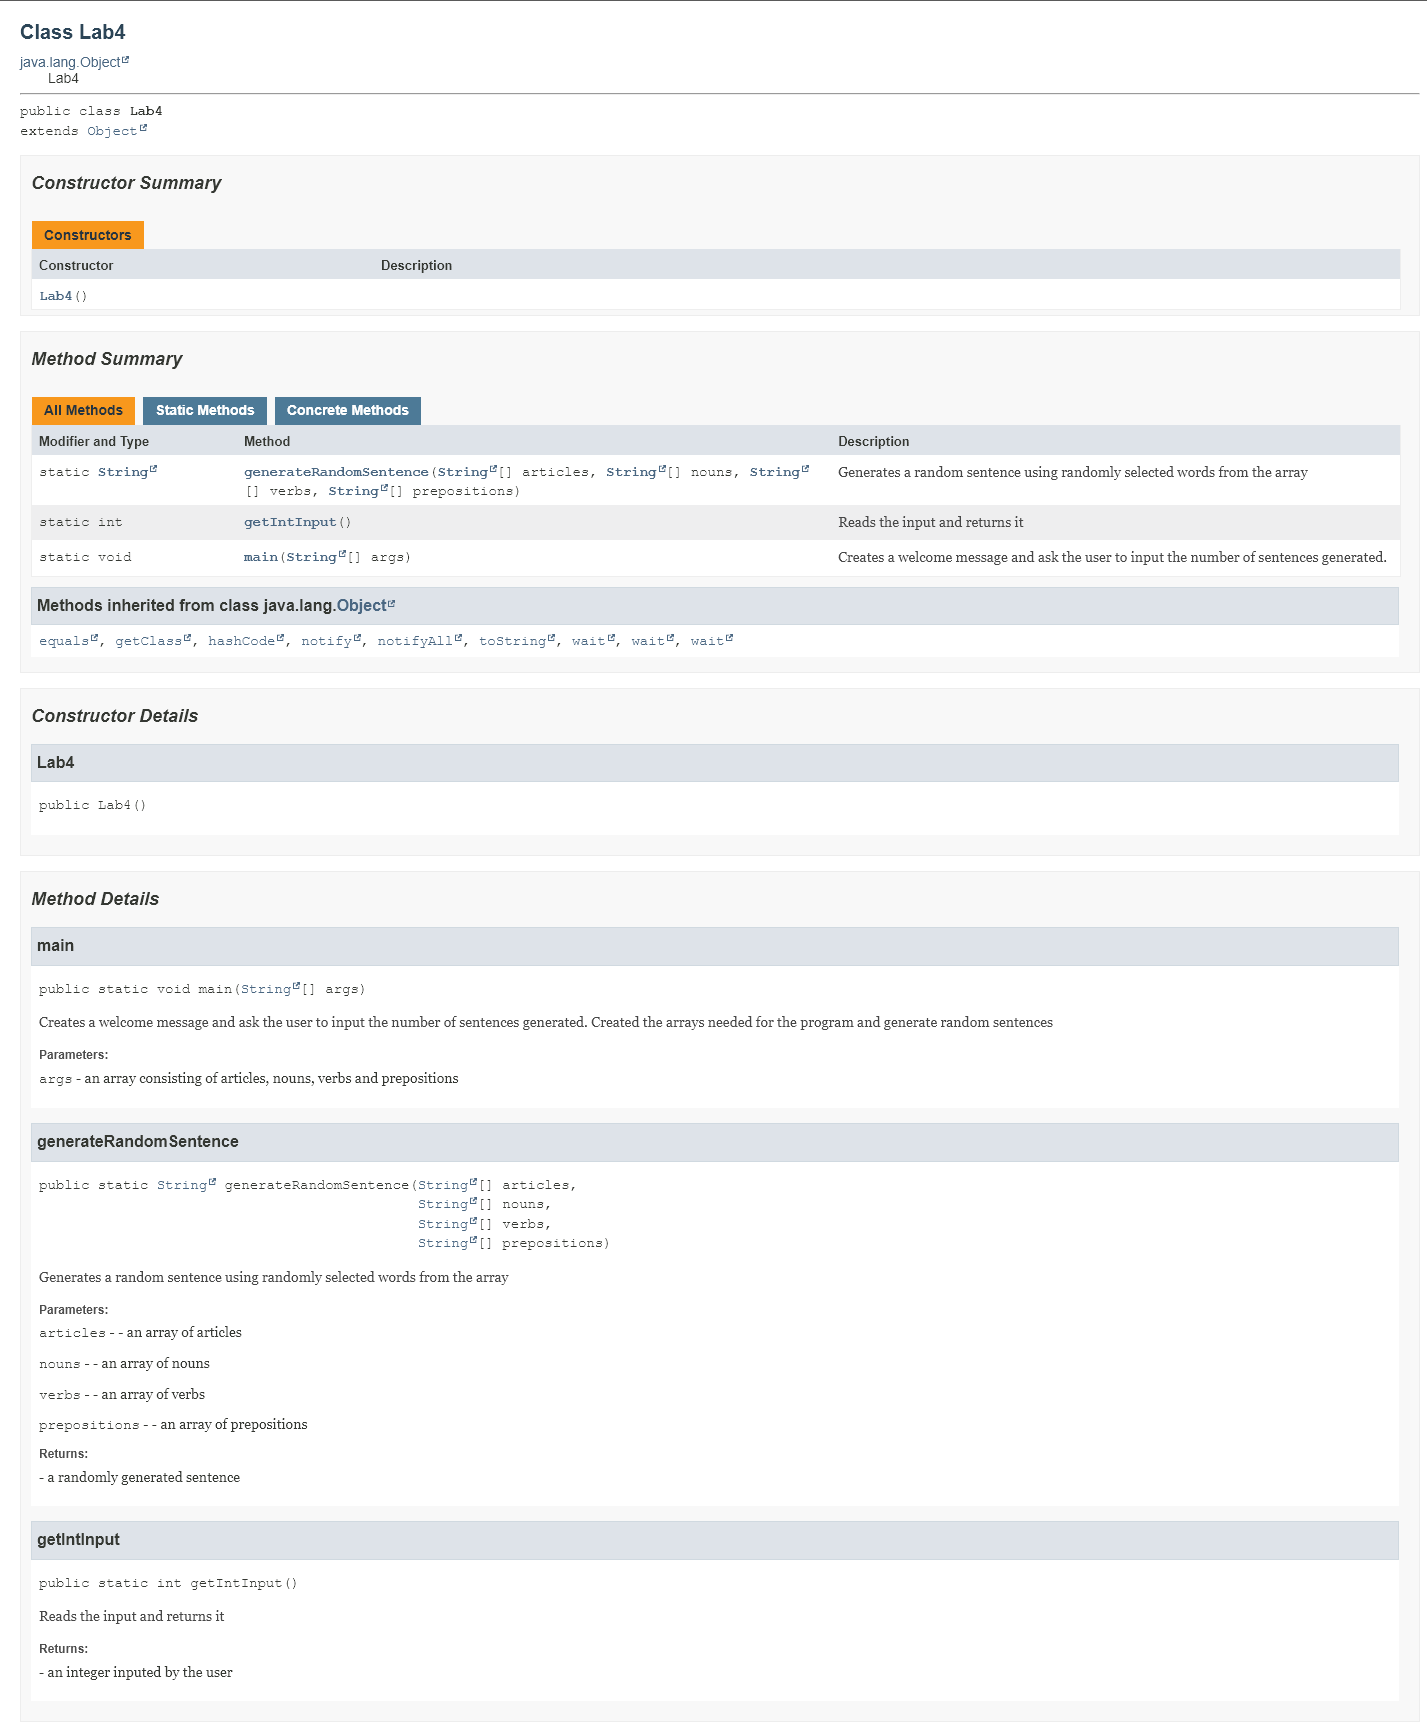 Class Lab4
java.lang.Object
Lab4
public class Lab4
extends Object
Constructor Summary
Constructors
Constructor Description
Lab4()
Method Summary
All Methods Static Methods Concrete Methods
Modifier and Type Method Description
static String generateRandomSentence(String[] articles, String[] nouns, String Generates a random sentence using randomly selected words from the array
[] verbs, String[] prepositions)
static int getIntInput() Reads the input and returns it
static void main(String[] args) Creates a welcome message and ask the user to input the number of sentences generated.
Methods inherited from class java.lang.Object
equals, getClass, hashCode, notify, notifyAll, toString, wait, wait, wait
Constructor Details
Lab4
public Lab4()
Method Details
main
public static void main(String[] args)
Creates a welcome message and ask the user to input the number of sentences generated. Created the arrays needed for the program and generate random sentences
Parameters:
args - an array consisting of articles, nouns, verbs and prepositions
generateRandomSentence
public static String generateRandomSentence(String[] articles,
String[] nouns,
String[] verbs,
String[] prepositions)
Generates a random sentence using randomly selected words from the array
Parameters:
articles - - an array of articles
nouns - - an array of nouns
verbs - - an array of verbs
prepositions - - an array of prepositions
Returns:
- a randomly generated sentence
getIntInput
public static int getIntInput()
Reads the input and returns it
Returns:
- an integer inputed by the user